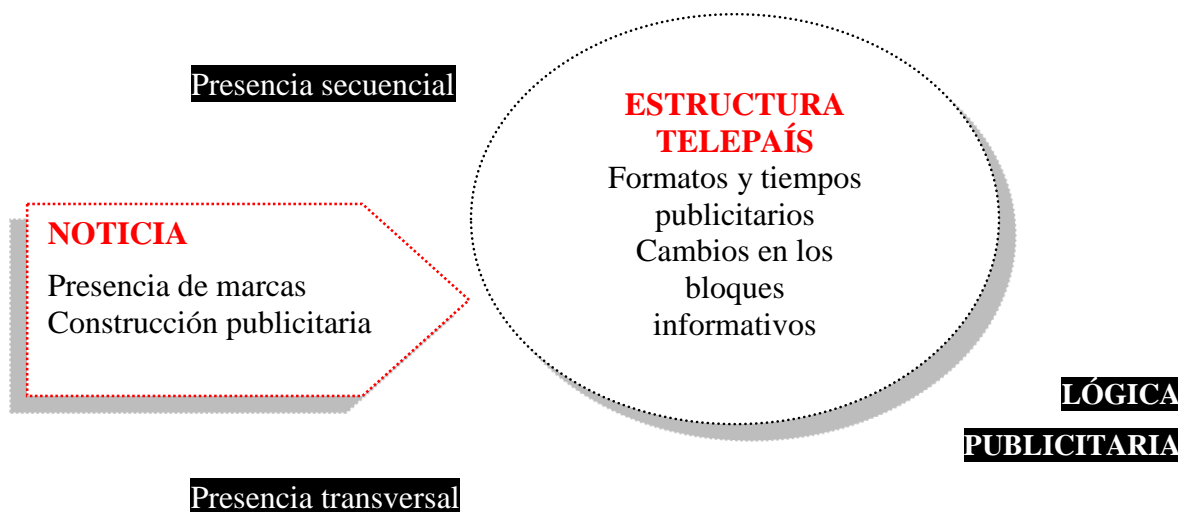 Presencia secuencial
ESTRUCTURA
TELEPAÍS
Formatos y tiempos
publicitarios
Cambios en los
bloques
informativos
NOTICIA
Presencia de marcas
Construcción publicitaria
LÓGICA
PUBLICITARIA
Presencia transversal